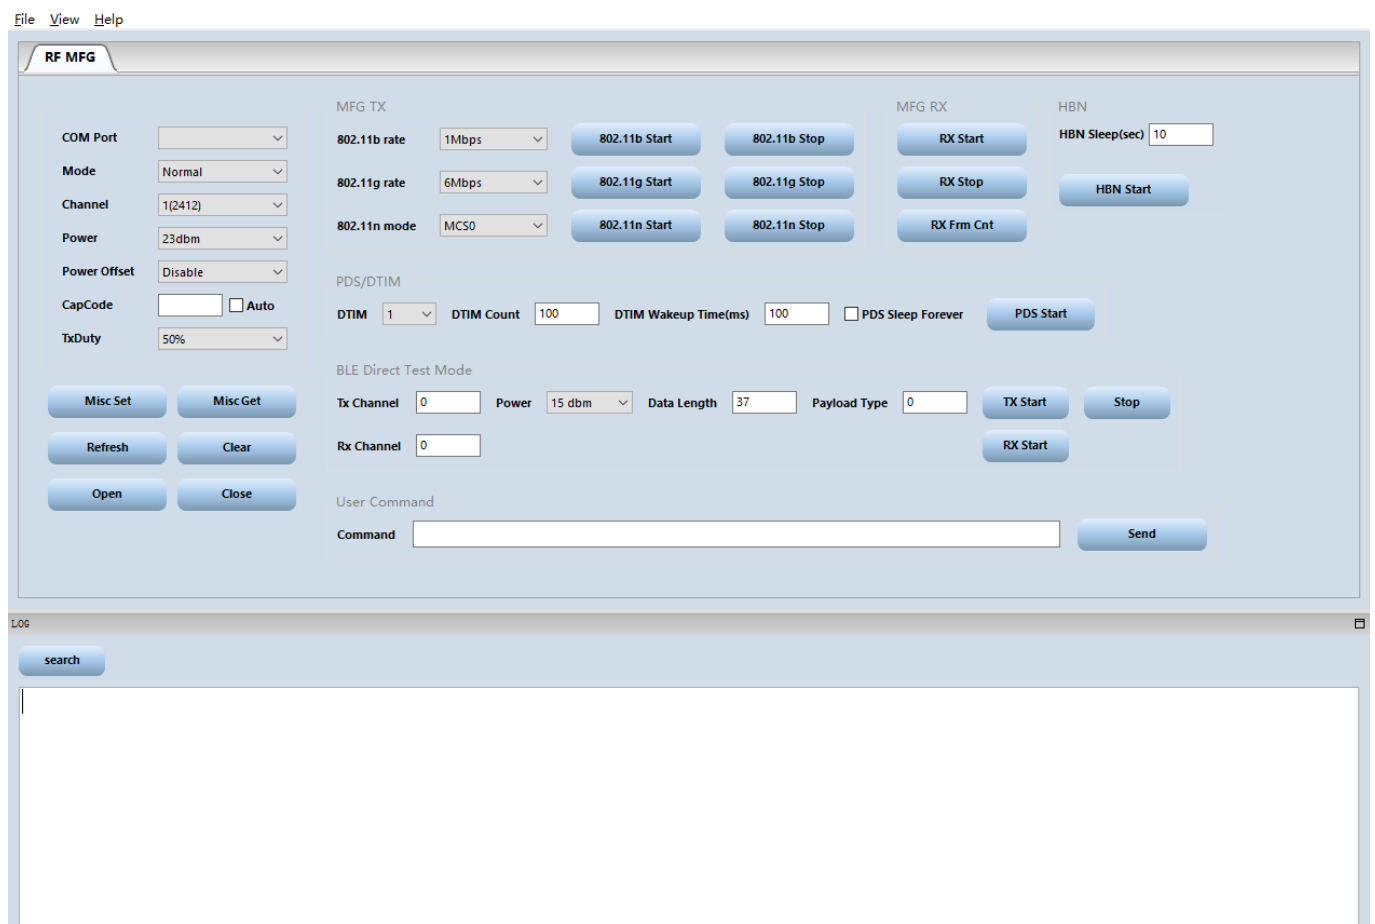 File View Help
RF MFG
COM Port
Mode Normal
Channel 1(2412)
Power 23dbm
Power Offset Disable
CapCode Auto
TxDuty 50%
Misc Set Misc Get
Refresh Clear
Open Close
MFG TX
802.11b rate 1Mbps 802.11b Start 802.11b Stop
802.11g rate 6Mbps 802.11g Start 802.11g Stop
802.11n mode MCS0 802.11n Start 802.11n Stop
MFG RX
RX Start
RX Stop
RX Frm Cnt
HBN
HBN Sleep(sec) 10
HBN Start
PDS/DTIM
DTIM 1 DTIM Count 100 DTIM Wakeup Time(ms) 100 PDS Sleep Forever PDS Start
BLE Direct Test Mode
Tx Channel 0 Power 15 dbm Data Length 37 Payload Type 0 TX Start Stop
Rx Channel 0 RX Start
User Command
Command Send
LOG
search